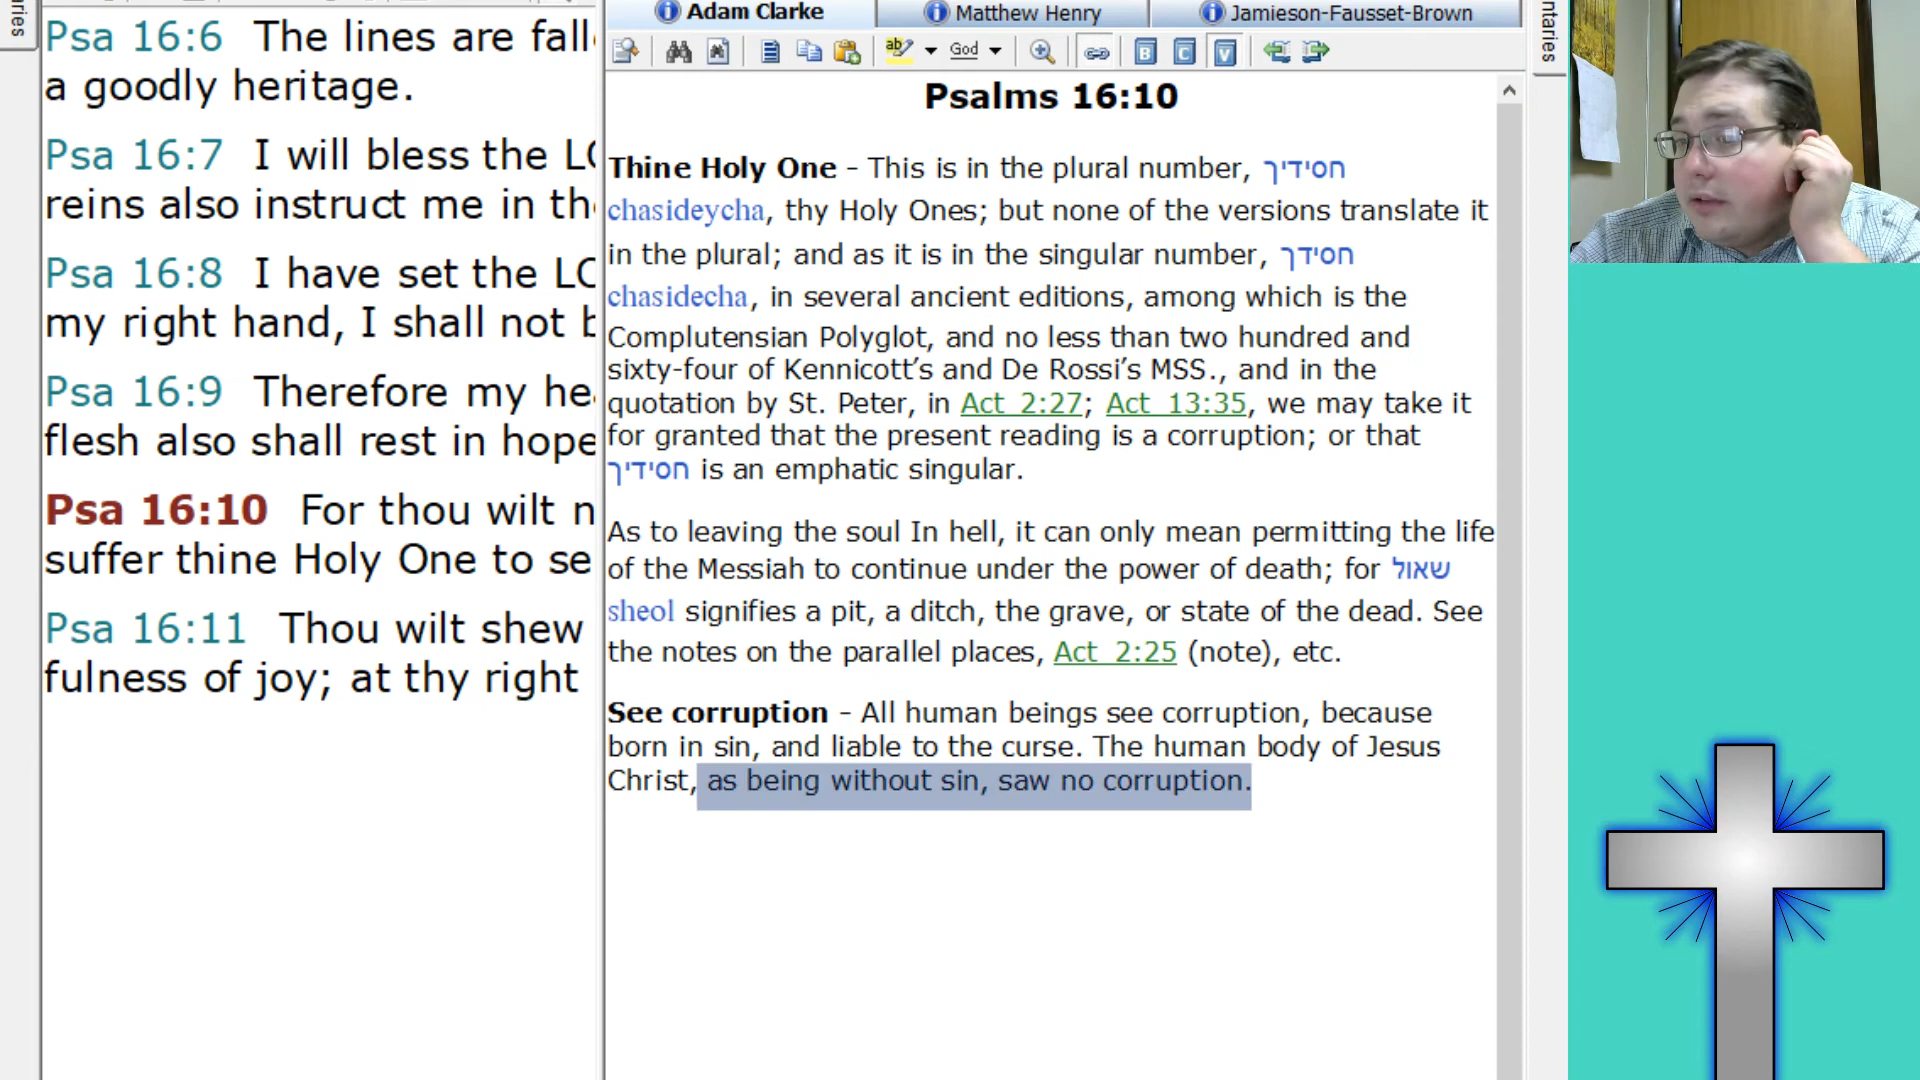 aries
Psa 16:6 The lines are fall
a goodly heritage.
Psa 16:7 I will bless the LO
reins also instruct me in the
Psa 16:8 I have set the LO
my right hand, I shall not b
Psa 16:9 Therefore my hea
flesh also shall rest in hope
Psa 16:10 For thou wilt n
suffer thine Holy One to se
Psa 16:11 Thou wilt shew
fulness of joy; at thy right
Adam Clarke Matthew Henry Jamieson-Fausset-Brown
ab God B C V
Psalms 16:10
Thine Holy One – This is in the plural number, חסידיך
chasideycha, thy Holy Ones; but none of the versions translate it
in the plural; and as it is in the singular number, חסידך
chasidecha, in several ancient editions, among which is the
Complutensian Polyglot, and no less than two hundred and
sixty-four of Kennicott’s and De Rossi’s MSS., and in the
quotation by St. Peter, in Act_2:27; Act_13:35, we may take it
for granted that the present reading is a corruption; or that
חסידיך is an emphatic singular.
As to leaving the soul In hell, it can only mean permitting the life
of the Messiah to continue under the power of death; for שאול
sheol signifies a pit, a ditch, the grave, or state of the dead. See
the notes on the parallel places, Act_2:25 (note), etc.
See corruption – All human beings see corruption, because
born in sin, and liable to the curse. The human body of Jesus
Christ, as being without sin, saw no corruption.
ntaries